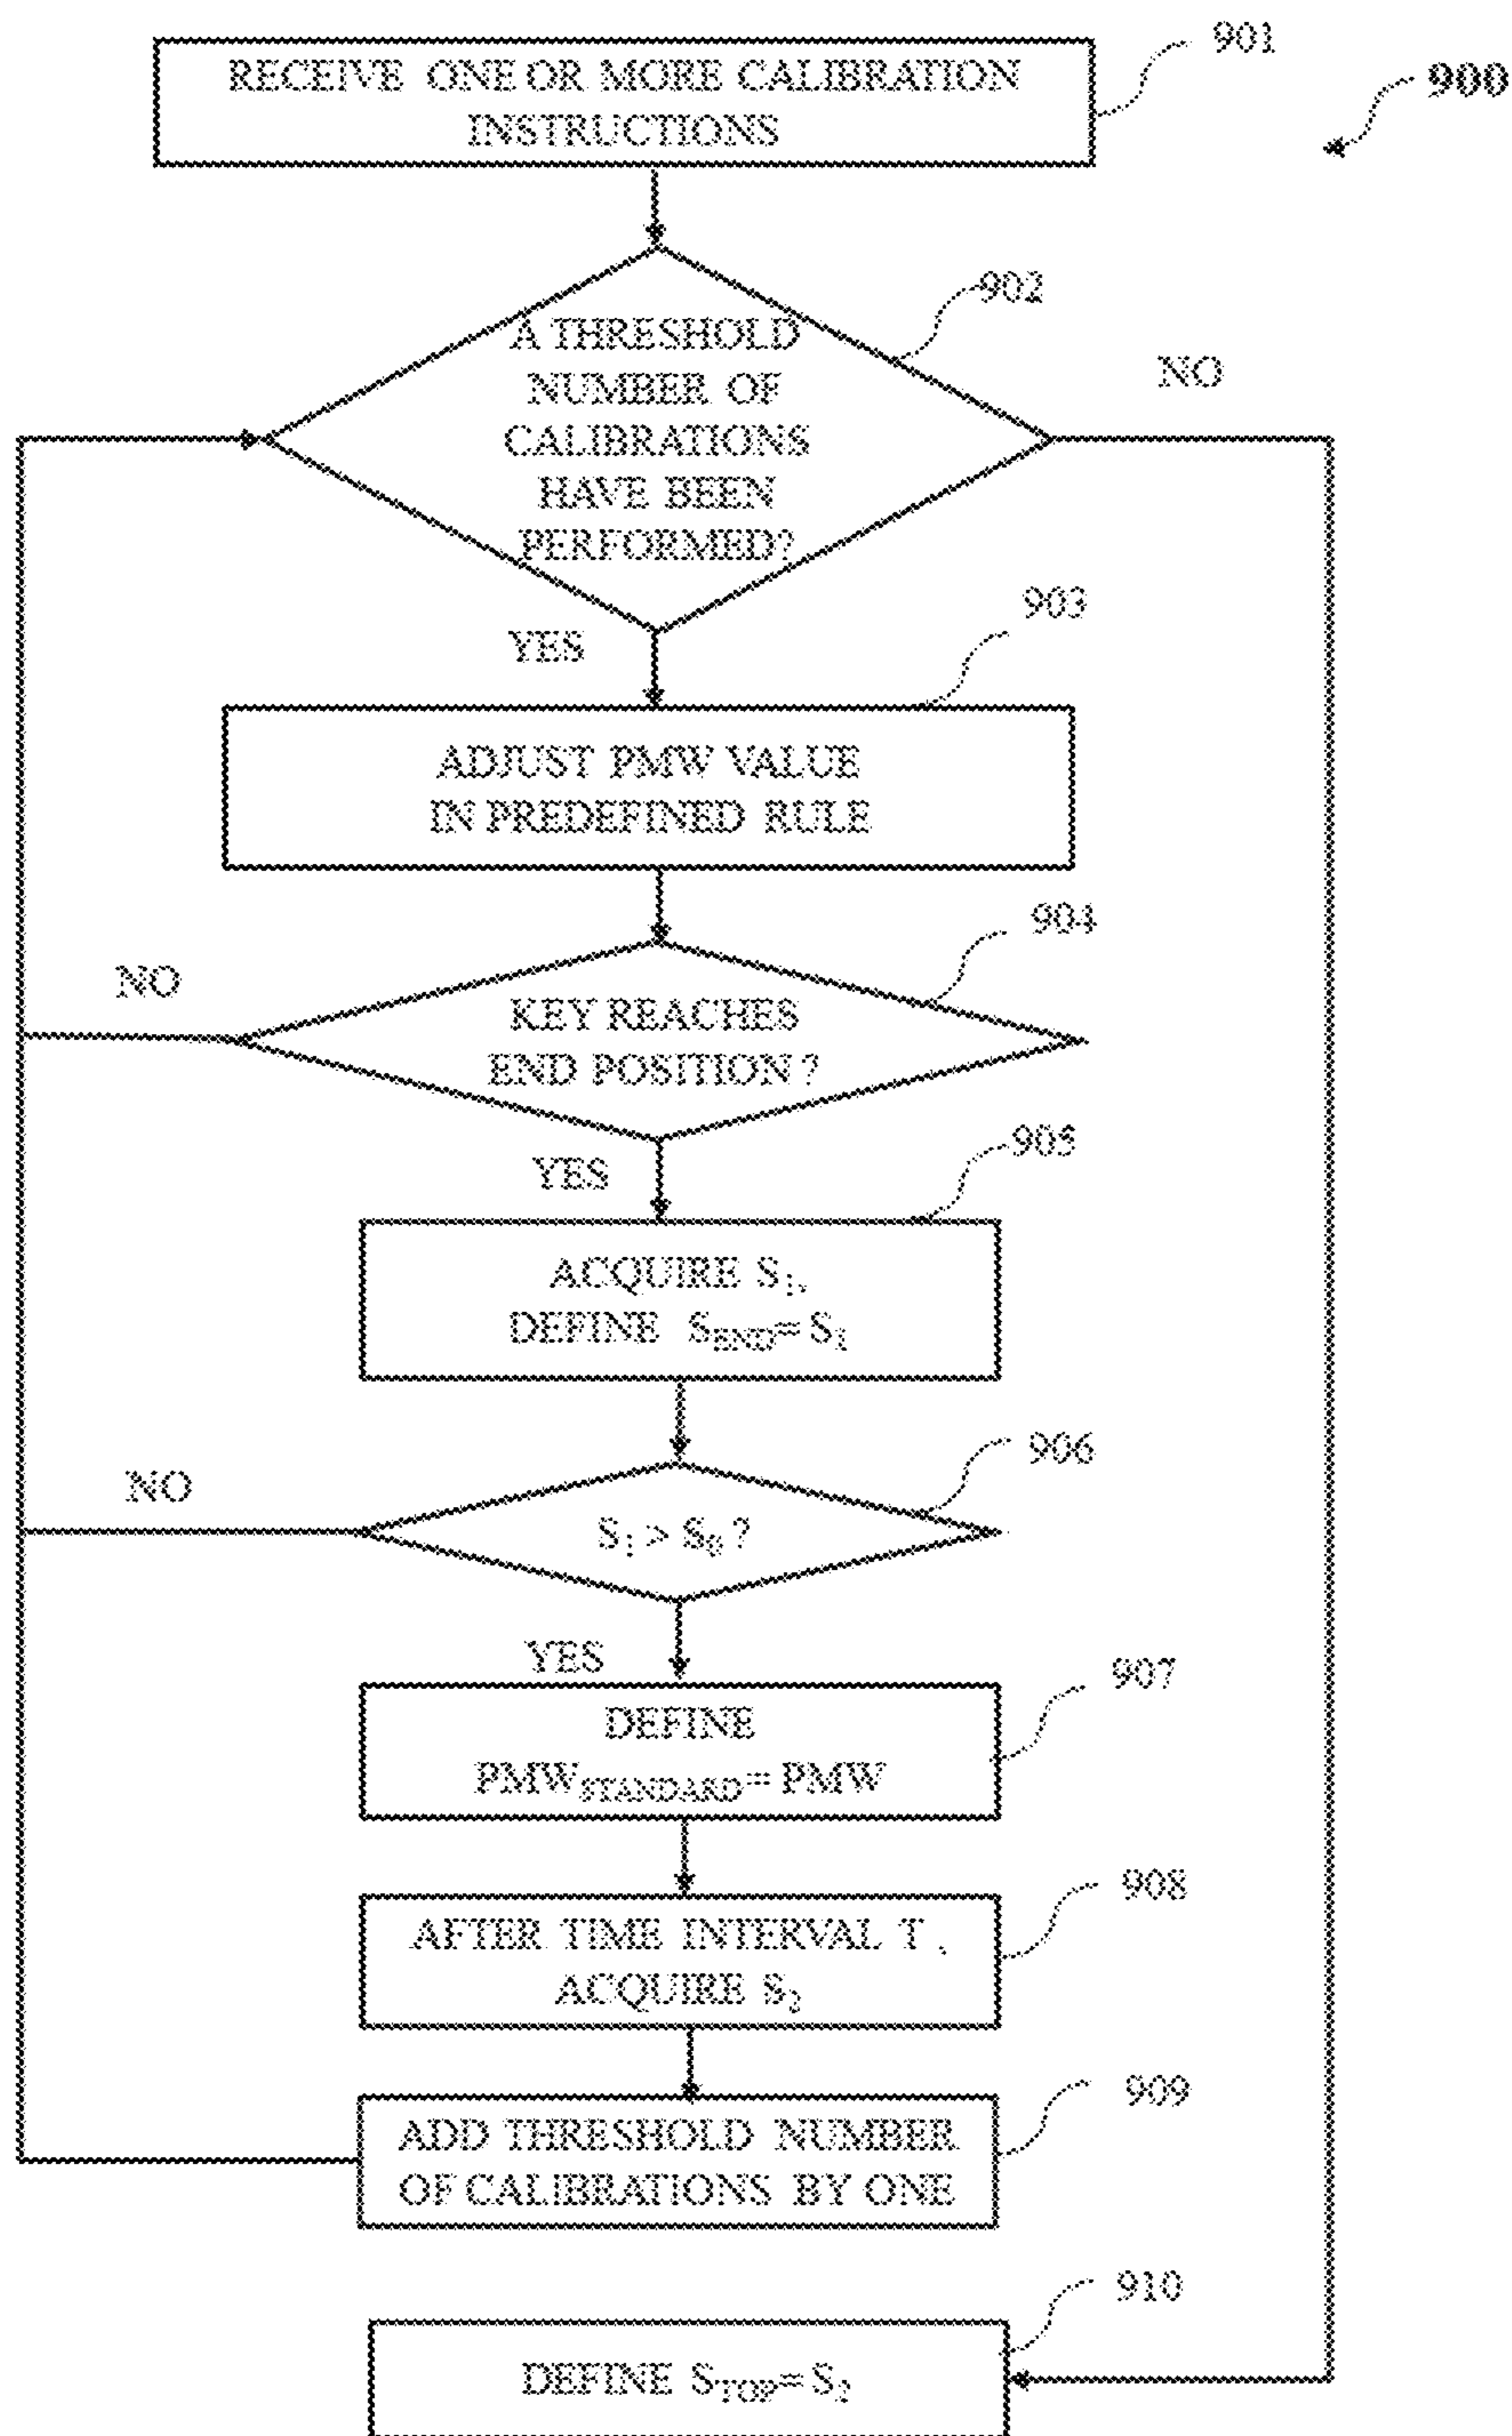 901
900
RECEIVE ONE OR MORE CALIBRATION
INSTRUCTIONS
902
NO
A THRESHOLD
NUMBER OF
CALIBRATIONS
HAVE BEEN
PERFORMED?
YES
903
ADJUST PMW VALUE
IN PREDEFINED RULE
904
NO
KEY REACHES
END POSITION ?
YES
905
ACQUIRE S₁,
DEFINE S_END = S₁
906
NO
S₁ > S₀ ?
YES
907
DEFINE
PMW_STANDARD = PMW
908
AFTER TIME INTERVAL T ,
ACQUIRE S₂
909
ADD THRESHOLD NUMBER
OF CALIBRATIONS BY ONE
910
DEFINE S_TOP = S₂